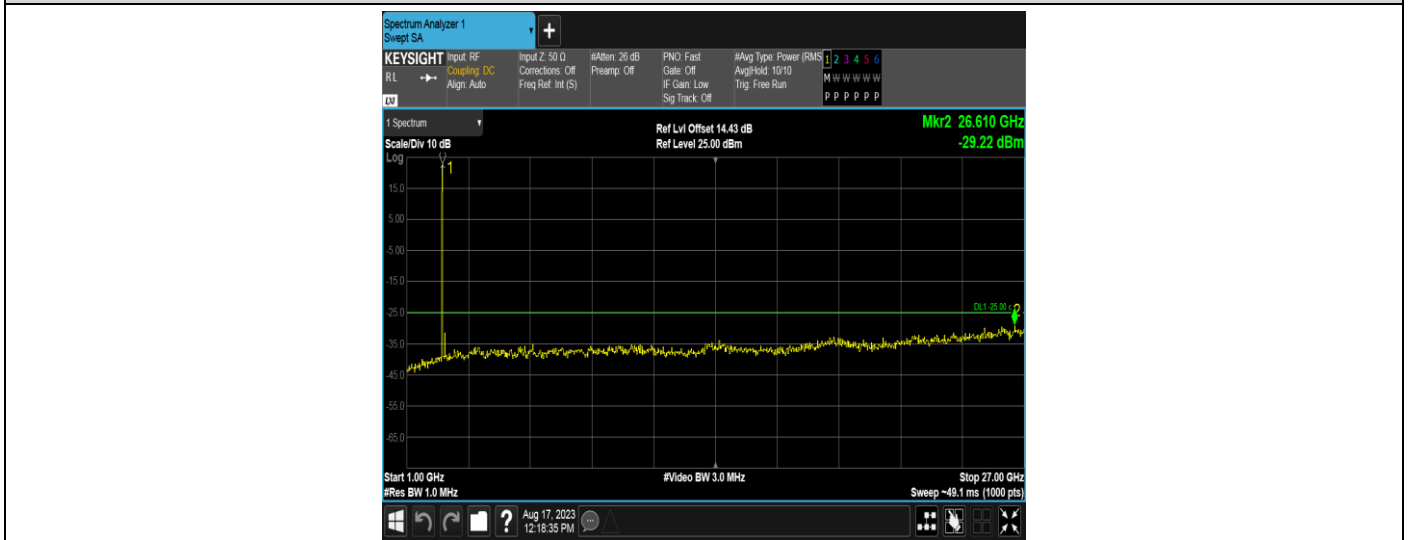 Spectrum Analyzer 1
Swept SA
+
KEYSIGHT
RL
LXI
Input: RF
Coupling: DC
Align: Auto
Input Z: 50 Ω
Corrections: Off
Freq Ref: Int (S)
#Atten: 26 dB
Preamp: Off
PNO: Fast
Gate: Off
IF Gain: Low
Sig Track: Off
#Avg Type: Power (RMS
Avg|Hold: 10/10
Trig: Free Run
1 2 3 4 5 6
M W W W W W
P P P P P P
1 Spectrum
Scale/Div 10 dB
Ref Lvl Offset 14.43 dB
Ref Level 25.00 dBm
Mkr2 26.610 GHz
-29.22 dBm
Log
1
15.0
5.00
-5.00
-15.0
-25.0
DL1 -25.00
2
-35.0
-45.0
-55.0
-65.0
Start 1.00 GHz
#Res BW 1.0 MHz
#Video BW 3.0 MHz
Stop 27.00 GHz
Sweep ~49.1 ms (1000 pts)
?
Aug 17, 2023
12:18:35 PM